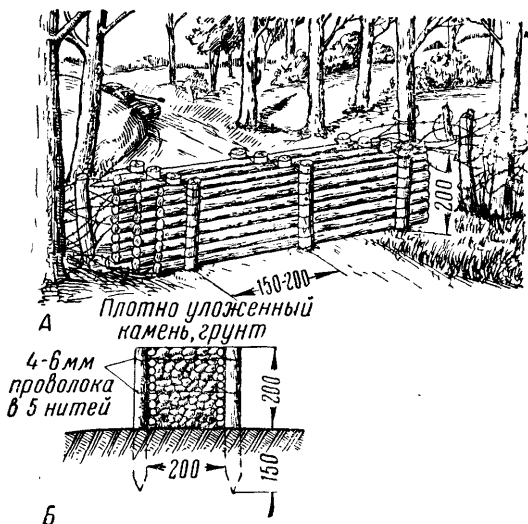 200
150-200
А
Плотно уложенный
камень, грунт
4-6мм
проволока
в 5 нитей
200
200
150
Б